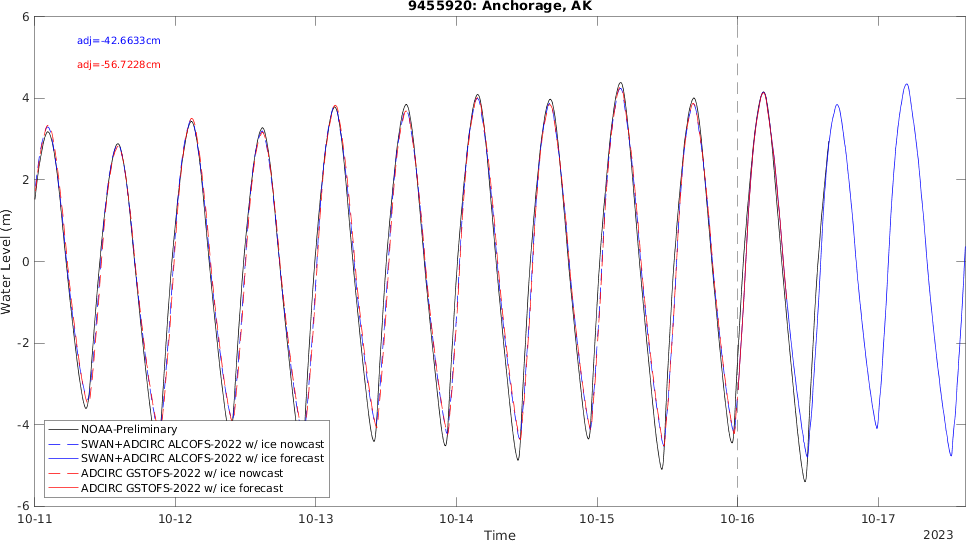 9455920: Anchorage, AK
adj=-42.6633cm
adj=-56.7228cm
6
4
2
0
-2
-4
-6
Water Level (m)
NOAA-Preliminary
SWAN+ADCIRC ALCOFS-2022 w/ ice nowcast
SWAN+ADCIRC ALCOFS-2022 w/ ice forecast
ADCIRC GSTOFS-2022 w/ ice nowcast
ADCIRC GSTOFS-2022 w/ ice forecast
10-11 10-12 10-13 10-14 10-15 10-16 10-17
Time
2023